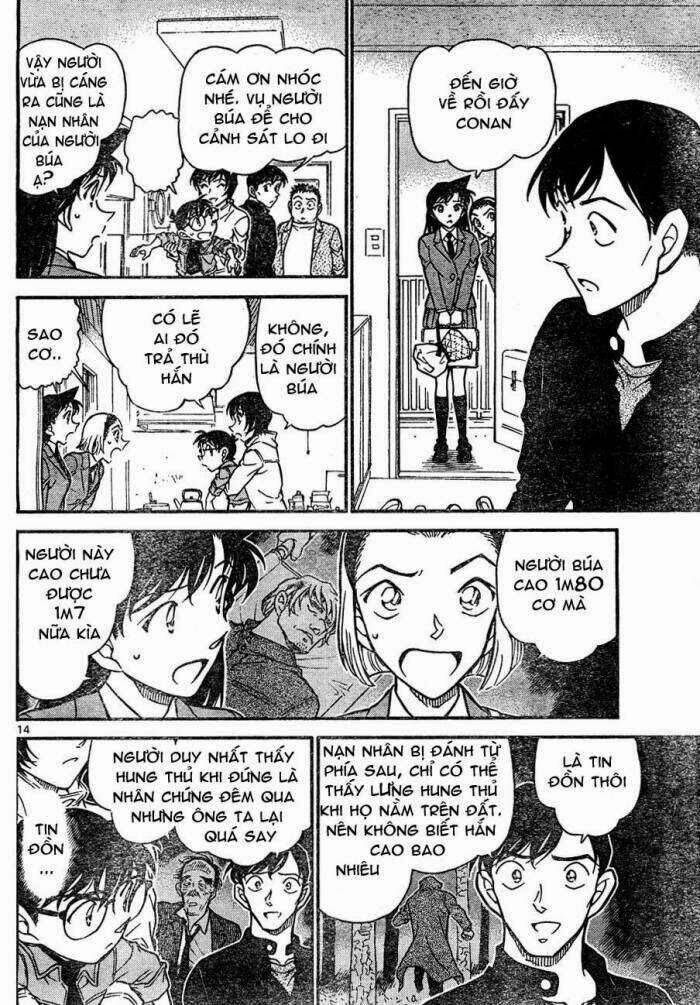 ĐẾN GIỜ
VỀ RỒI ĐẤY
CONAN
CÁM ƠN NHÓC
NHÉ. VỤ NGƯỜI
BÚA ĐỂ CHO
CẢNH SÁT LO ĐI
VẬY NGƯỜI
VỪA BỊ CÁNG
RA CŨNG LÀ
NẠN NHÂN
CỦA NGƯỜI
BÚA
Ạ?
KHÔNG,
ĐÓ CHÍNH
LÀ NGƯỜI
BÚA
CÓ LẼ
AI ĐÓ
TRẢ THÙ
HẮN
SAO
CƠ..
NGƯỜI BÚA
CAO 1M80
CƠ MÀ
NGƯỜI NÀY
CAO CHƯA
ĐƯỢC
1M7
NỮA KÌA
14
LÀ TIN
ĐỒN THÔI
NẠN NHÂN BỊ ĐÁNH TỪ
PHÍA SAU, CHỈ CÓ THỂ
THẤY LƯNG HUNG THỦ
KHI HỌ NẰM TRÊN ĐẤT.
NÊN KHÔNG BIẾT HẮN
CAO BAO
NHIÊU
NGƯỜI DUY NHẤT THẤY
HUNG THỦ KHI ĐỨNG LÀ
NHÂN CHỨNG ĐÊM QUA
NHƯNG ÔNG TA LẠI
QUÁ SAY
TIN
ĐỒN
...